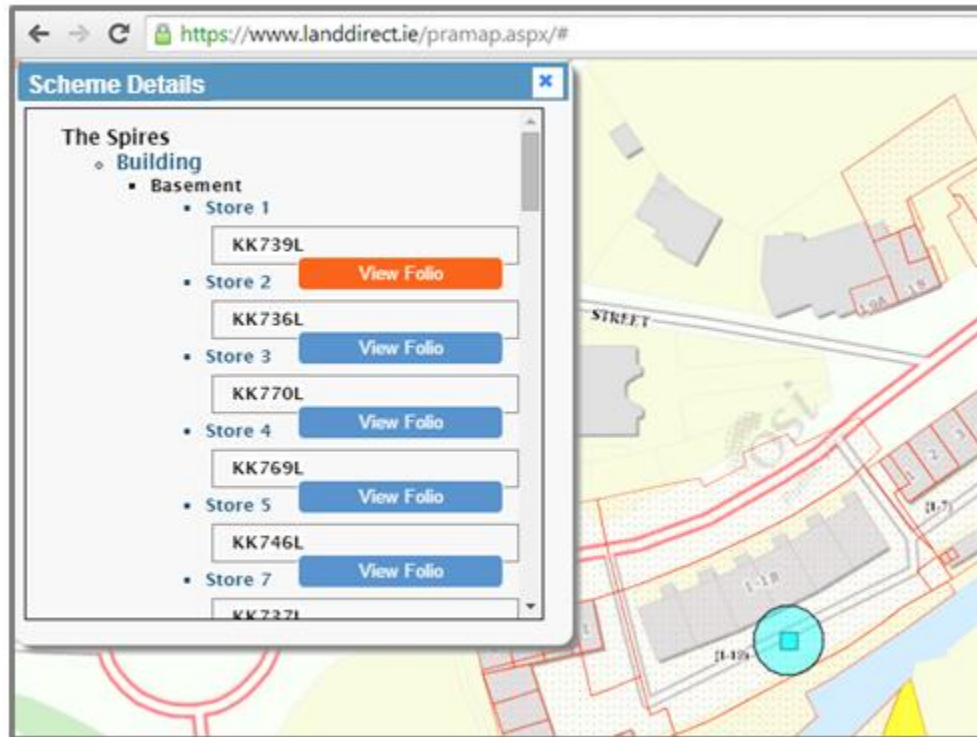 https://www.landdirect.ie/pramap.aspx/#
Scheme Details
The Spires
Building
Basement
Store 1
KK739L
View Folio
Store 2
KK736L
View Folio
Store 3
KK770L
View Folio
Store 4
KK769L
View Folio
Store 5
KK746L
View Folio
Store 7
KK737L
STREET
19A
18
osi
1
2
3
[1-7]
1-18